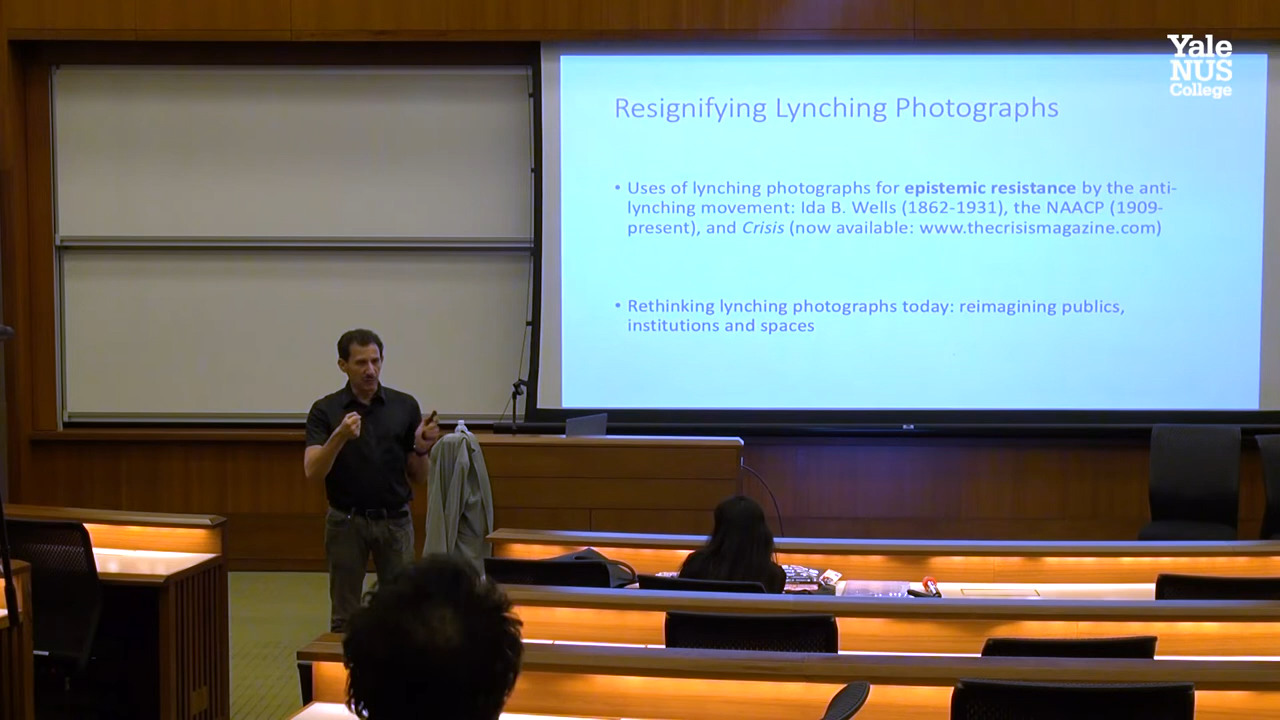 Yale
NUS
College
Resignifying Lynching Photographs
• Uses of lynching photographs for epistemic resistance by the anti-
lynching movement: Ida B. Wells (1862-1931), the NAACP (1909-
present), and Crisis (now available: www.thecrisismagazine.com)
• Rethinking lynching photographs today: reimagining publics,
institutions and spaces